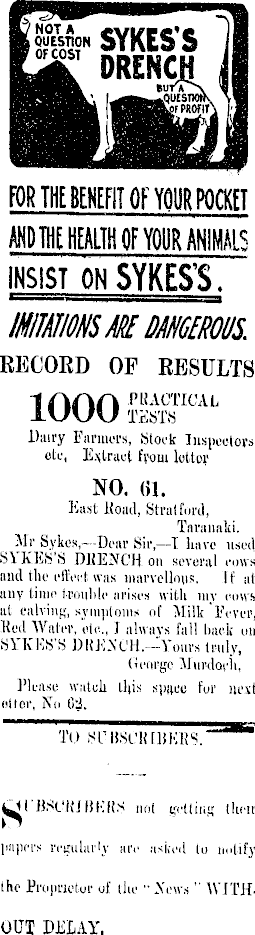 NOT A
QUESTION
OF COST
SYKES'S
DRENCH
BUT A
QUESTION
OF PROFIT
FOR THE BENEFIT OF YOUR POCKET
AND THE HEALTH OF YOUR ANIMALS
INSIST ON SYKES'S.
IMITATIONS ARE DANGEROUS.
RECORD OF RESULTS
1000 PRACTICAL
TESTS
Dairy Farmers, Stock Inspectors
etc, Extract from letter
NO. 61.
East Road, Stratford,
Taranaki.
Mr Sykes,—Dear Sir,—I have used
SYKES'S DRENCH on several cows
and the effect was marvellous. If at
any time trouble arises with my cows
at calving, symptoms of Milk Fever,
Red Water, etc., I always fall back on
SYKES'S DRENCH.—Yours truly,
George Murdoch,
Please watch this space for next
etter, No 62.
TO SUBSCRIBERS.
SUBSCRIBERS not getting their
papers regularly are asked to notify
the Proprietor of the "News" WITH-
OUT DELAY.